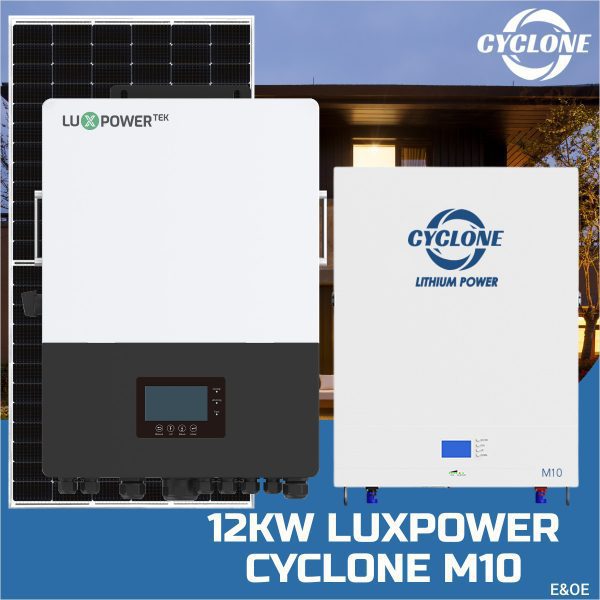 CYCLONE
LUXPOWERTEK
CYCLONE
LITHIUM POWER
M10
12KW LUXPOWER
CYCLONE M10
E&OE